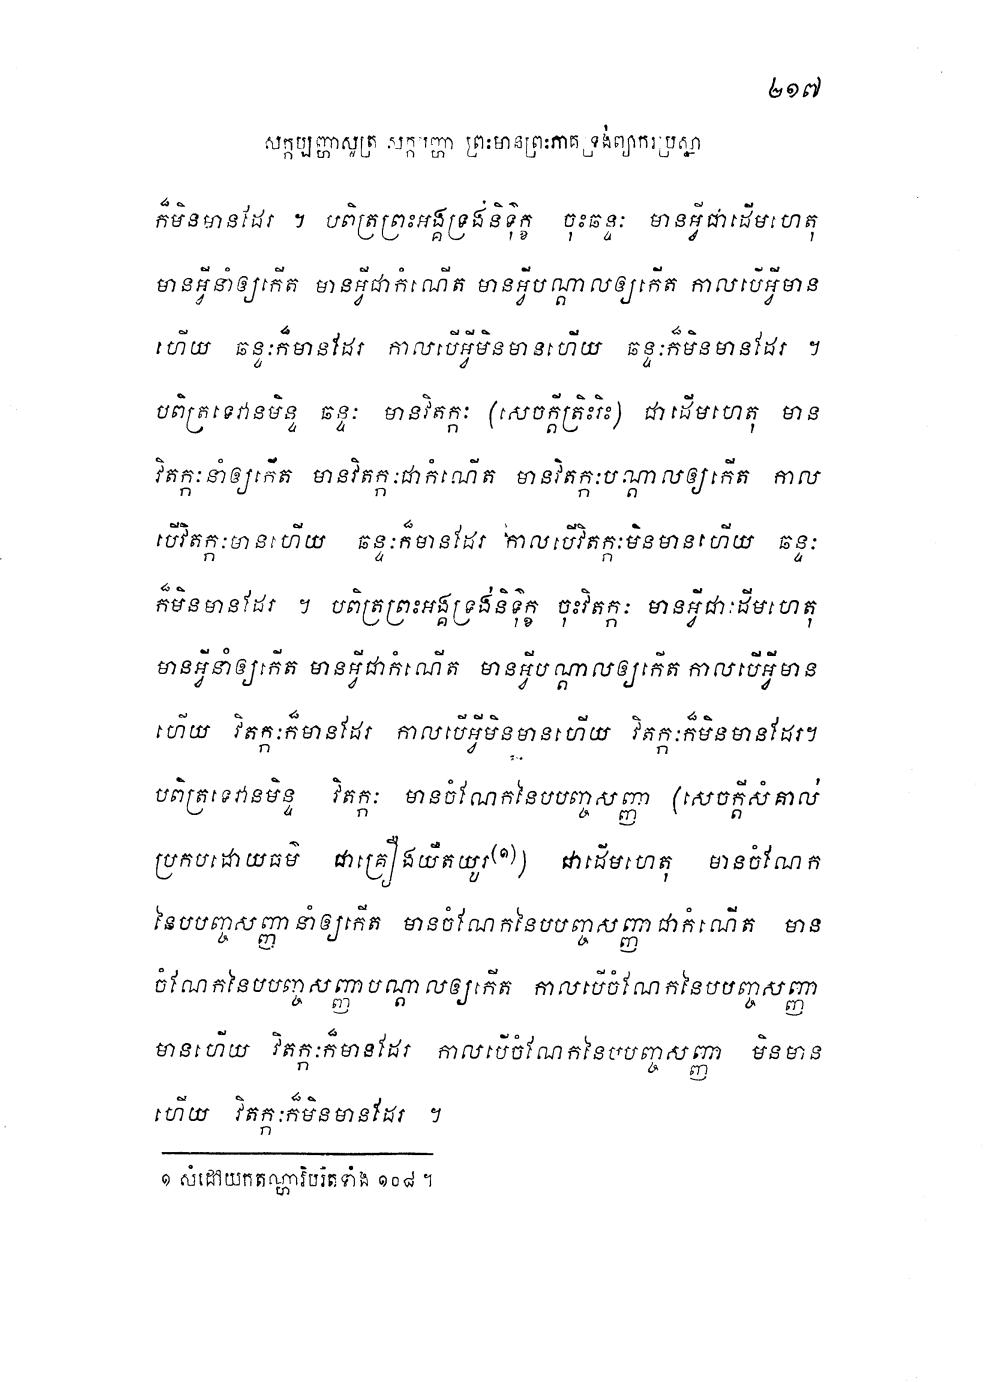 ២១៧
សក្កប្បញ្ហាសូត្រ សក្កប្បញ្ហា ព្រះមានព្រះភាគទ្រង់ព្យាករប្រស្នា
ក៏មិនមានដែរ ។ បពិត្រព្រះអង្គទ្រង់និទ៌ុក្ខ ចុះឆន្ទៈ មានអ្វីជាដើមហេតុ
មានអ្វីនាំឲ្យកើត មានអ្វីជាកំណើត មានអ្វីបណ្តាលឲ្យកើត កាលបើអ្វីមាន
ហើយ ឆន្ទៈក៏មានដែរ កាលបើអ្វីមិនមានហើយ ឆន្ទៈក៏មិនមានដែរ ។
បពិត្រទេវានមិន្ទ ឆន្ទៈ មានវិតក្កៈ (សេចក្តីត្រិះរិះ) ជាដើមហេតុ មាន
វិតក្កៈនាំឲ្យកើត មានវិតក្កៈជាកំណើត មានវិតក្កៈបណ្តាលឲ្យកើត កាល
បើវិតក្កៈមានហើយ ឆន្ទៈក៏មានដែរ កាលបើវិតក្កៈមិនមានហើយ ឆន្ទៈ
ក៏មិនមានដែរ ។ បពិត្រព្រះអង្គទ្រង់និទ៌ុក្ខ ចុះវិតក្កៈ មានអ្វីជាដើមហេតុ
មានអ្វីនាំឲ្យកើត មានអ្វីជាកំណើត មានអ្វីបណ្តាលឲ្យកើត កាលបើអ្វីមាន
ហើយ វិតក្កៈក៏មានដែរ កាលបើអ្វីមិនមានហើយ វិតក្កៈក៏មិនមានដែរ។
បពិត្រទេវានមិន្ទ វិតក្កៈ មានចំណែកនៃបបញ្ចសញ្ញា (សេចក្តីសំគាល់
ប្រកបដោយធម៌ ជាគ្រឿងយឺតយូរ(១)) ជាដើមហេតុ មានចំណែក
នៃបបញ្ចសញ្ញានាំឲ្យកើត មានចំណែកនៃបបញ្ចសញ្ញាជាកំណើត មាន
ចំណែកនៃបបញ្ចសញ្ញាបណ្តាលឲ្យកើត កាលបើចំណែកនៃបបញ្ចសញ្ញា
មានហើយ វិតក្កៈក៏មានដែរ កាលបើចំណែកនៃបបញ្ចសញ្ញា មិនមាន
ហើយ វិតក្កៈក៏មិនមានដែរ ។
១ សំដៅយកតណ្ហាវិបរិតទាំង ១០៨ ។